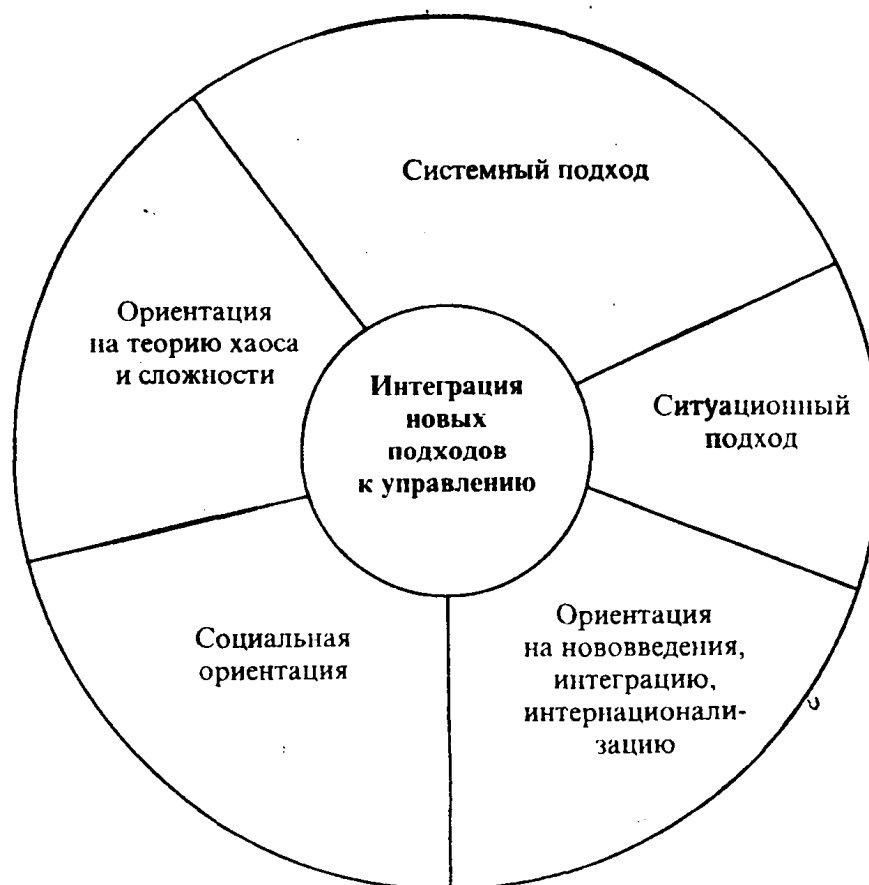 Системный подход
Ориентация
на теорию хаоса
и сложности
Интеграция
новых
подходов
к управлению
Ситуационный
подход
Социальная
ориентация
Ориентация
на нововведения,
интеграцию,
интернационали-
зацию